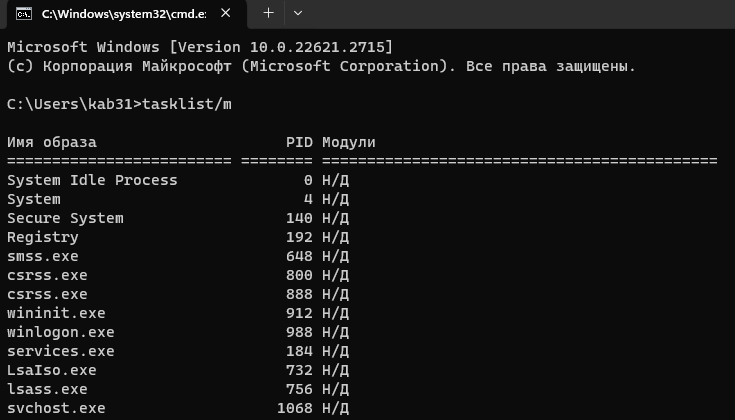 C:\Windows\system32\cmd.e
Microsoft Windows [Version 10.0.22621.2715]
(c) Корпорация Майкрософт (Microsoft Corporation). Все права защищены.
C:\Users\kab31>tasklist/m
Имя образа                     PID Модули
========================= ======== ============================================
System Idle Process              0 Н/Д
System                           4 Н/Д
Secure System                  140 Н/Д
Registry                       192 Н/Д
smss.exe                       648 Н/Д
csrss.exe                      800 Н/Д
csrss.exe                      888 Н/Д
wininit.exe                    912 Н/Д
winlogon.exe                   988 Н/Д
services.exe                   184 Н/Д
LsaIso.exe                     732 Н/Д
lsass.exe                      756 Н/Д
svchost.exe                   1068 Н/Д